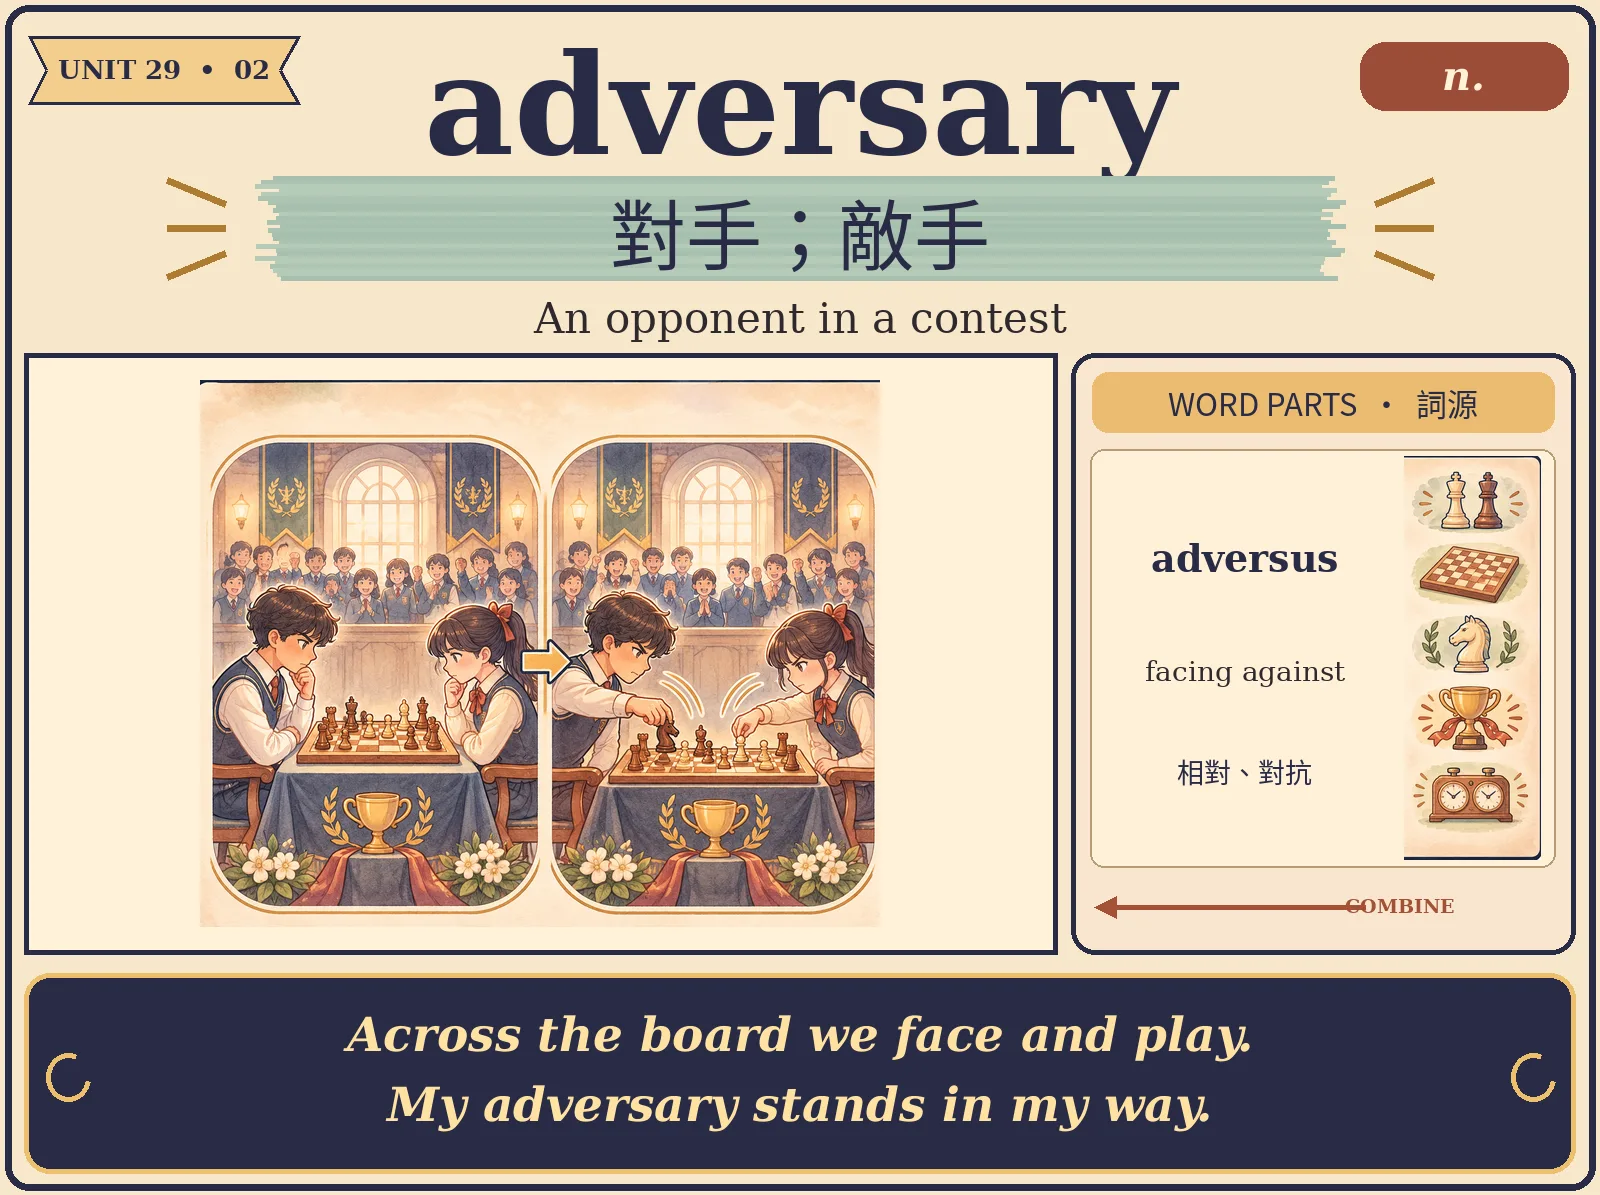 UNIT 29 • 02
adversary
n.
對手；敵手
An opponent in a contest
WORD PARTS · 詞源
adversus
facing against
相對、對抗
COMBINE
Across the board we face and play.
My adversary stands in my way.